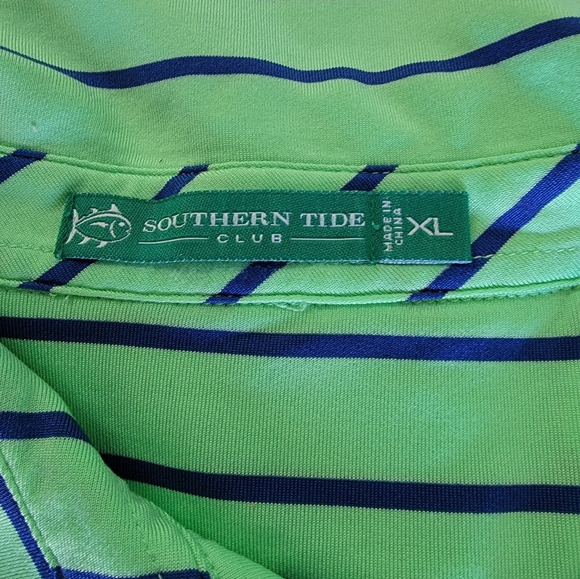 SOUTHERN TIDE
CLUB
MADE IN
CHINA
XL